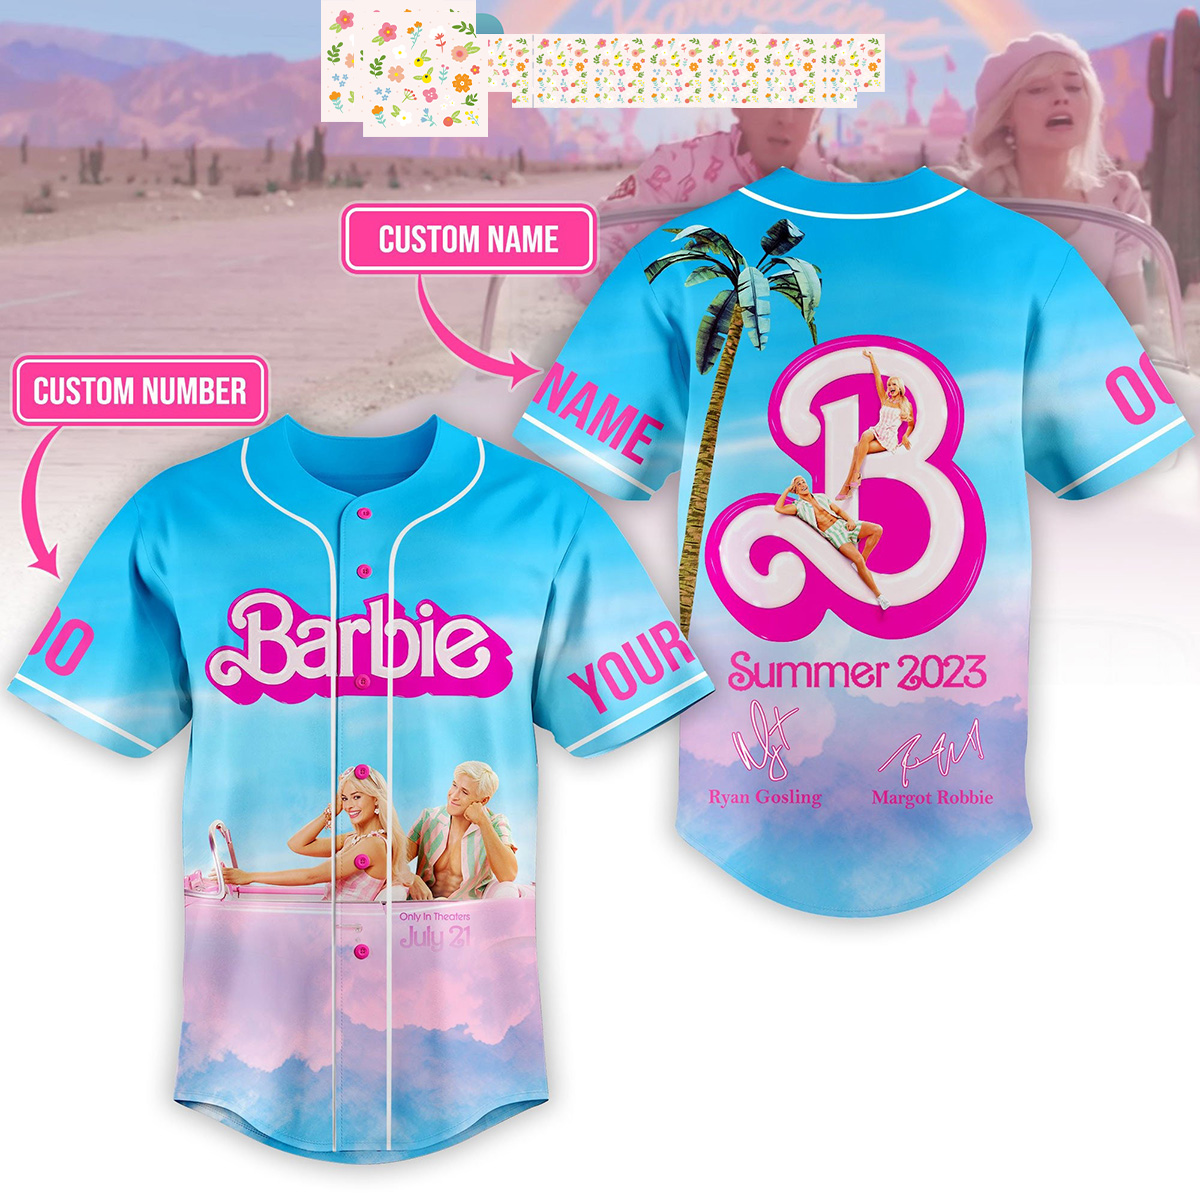 CUSTOM NAME
CUSTOM NUMBER
NAME
00
00
Barbie
YOUR
Only In Theaters
July 21
B
Summer 2023
Ryan Gosling
Margot Robbie